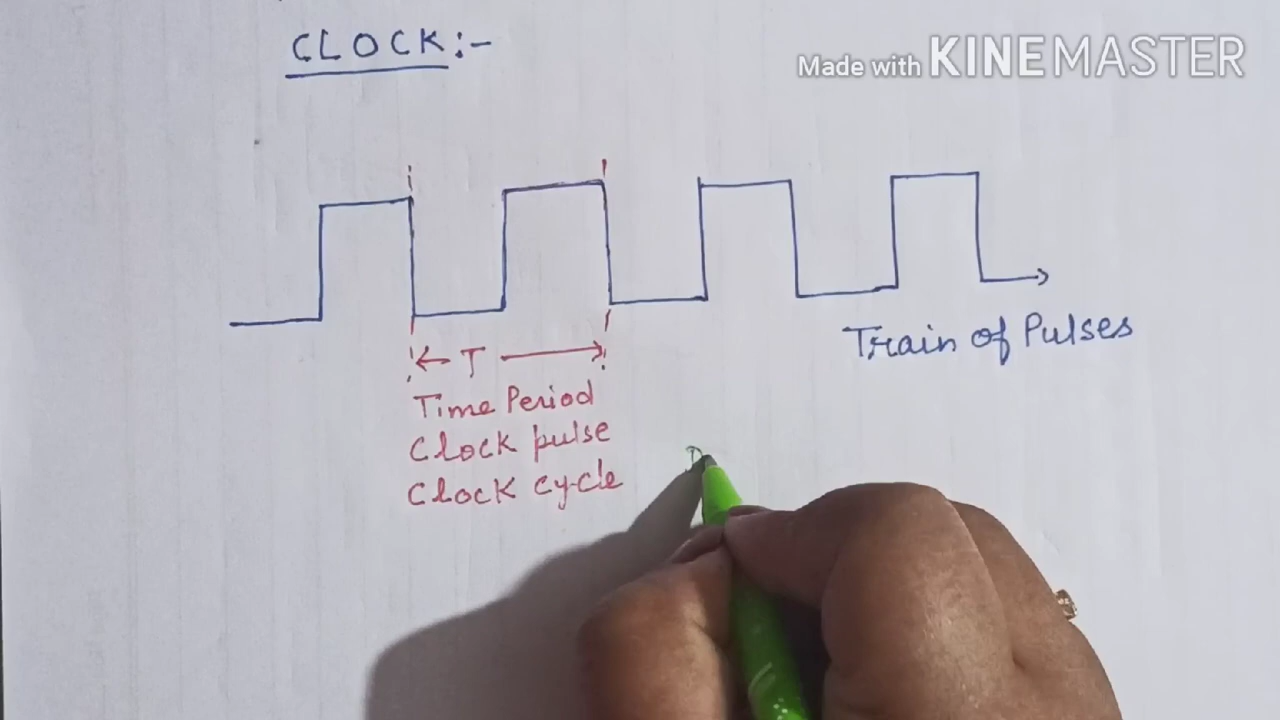 CLOCK:-
Made with KINEMASTER
Train of Pulses
T
Time Period
Clock pulse
Clock cycle